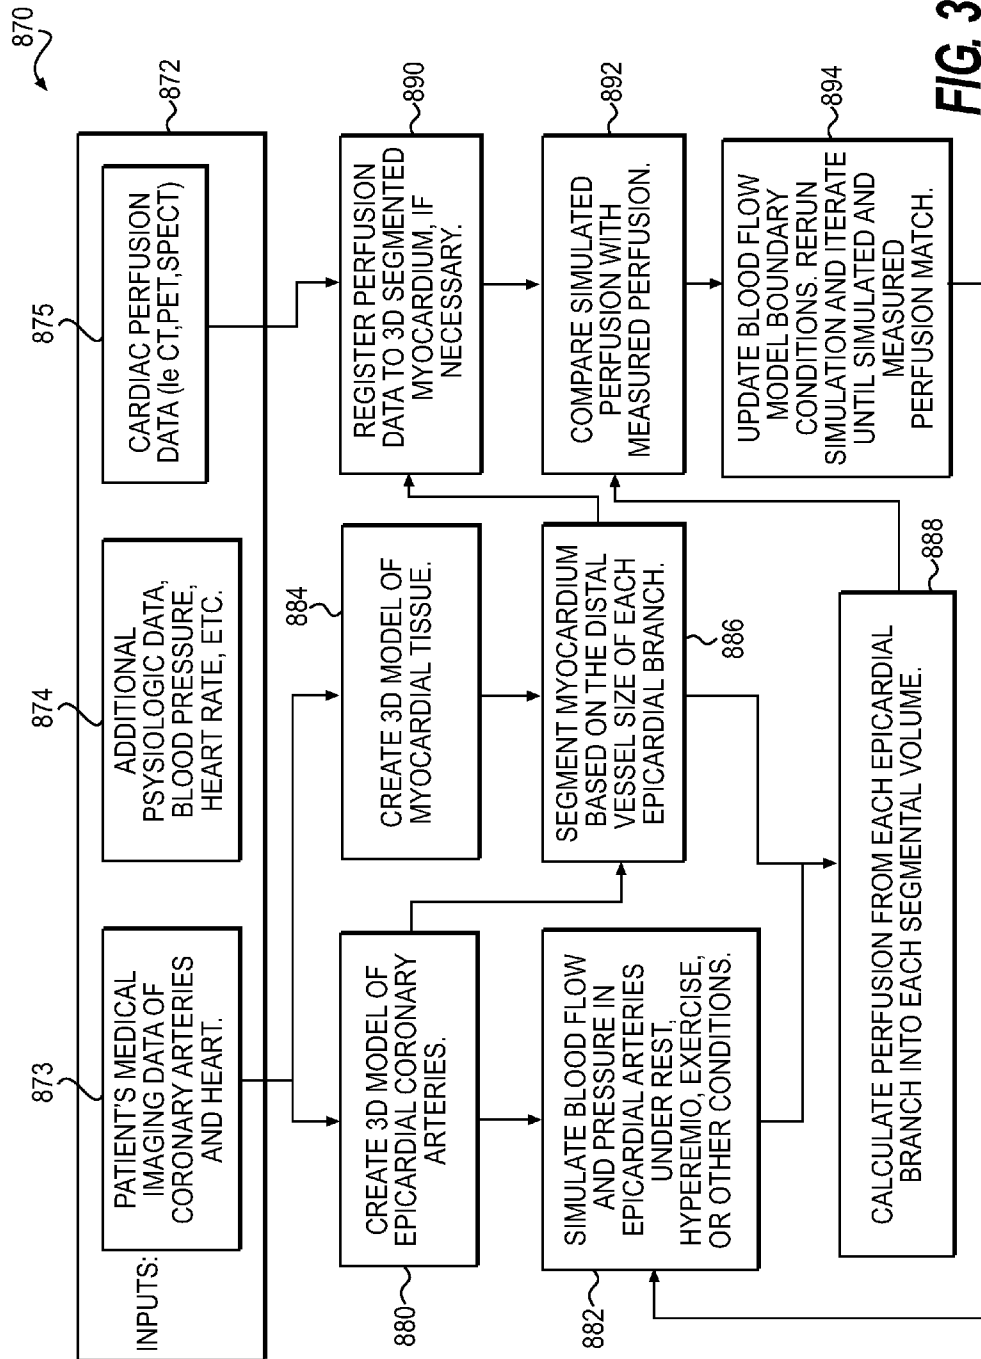 870
872
INPUTS:
873
PATIENT'S MEDICAL
IMAGING DATA OF
CORONARY ARTERIES
AND HEART.
874
ADDITIONAL
PSYSIOLOGIC DATA,
BLOOD PRESSURE,
HEART RATE, ETC.
875
CARDIAC PERFUSION
DATA (Ie CT,PET,SPECT)
880
CREATE 3D MODEL OF
EPICARDIAL CORONARY
ARTERIES.
884
CREATE 3D MODEL OF
MYOCARDIAL TISSUE.
890
REGISTER PERFUSION
DATA TO 3D SEGMENTED
MYOCARDIUM, IF
NECESSARY.
882
SIMULATE BLOOD FLOW
AND PRESSURE IN
EPICARDIAL ARTERIES
UNDER REST,
HYPEREMIO, EXERCISE,
OR OTHER CONDITIONS.
SEGMENT MYOCARDIUM
BASED ON THE DISTAL
VESSEL SIZE OF EACH
EPICARDIAL BRANCH.
886
COMPARE SIMULATED
PERFUSION WITH
MEASURED PERFUSION.
892
888
CALCULATE PERFUSION FROM EACH EPICARDIAL
BRANCH INTO EACH SEGMENTAL VOLUME.
UPDATE BLOOD FLOW
MODEL BOUNDARY
CONDITIONS. RERUN
SIMULATION AND ITERATE
UNTIL SIMULATED AND
MEASURED
PERFUSION MATCH.
894
FIG. 3